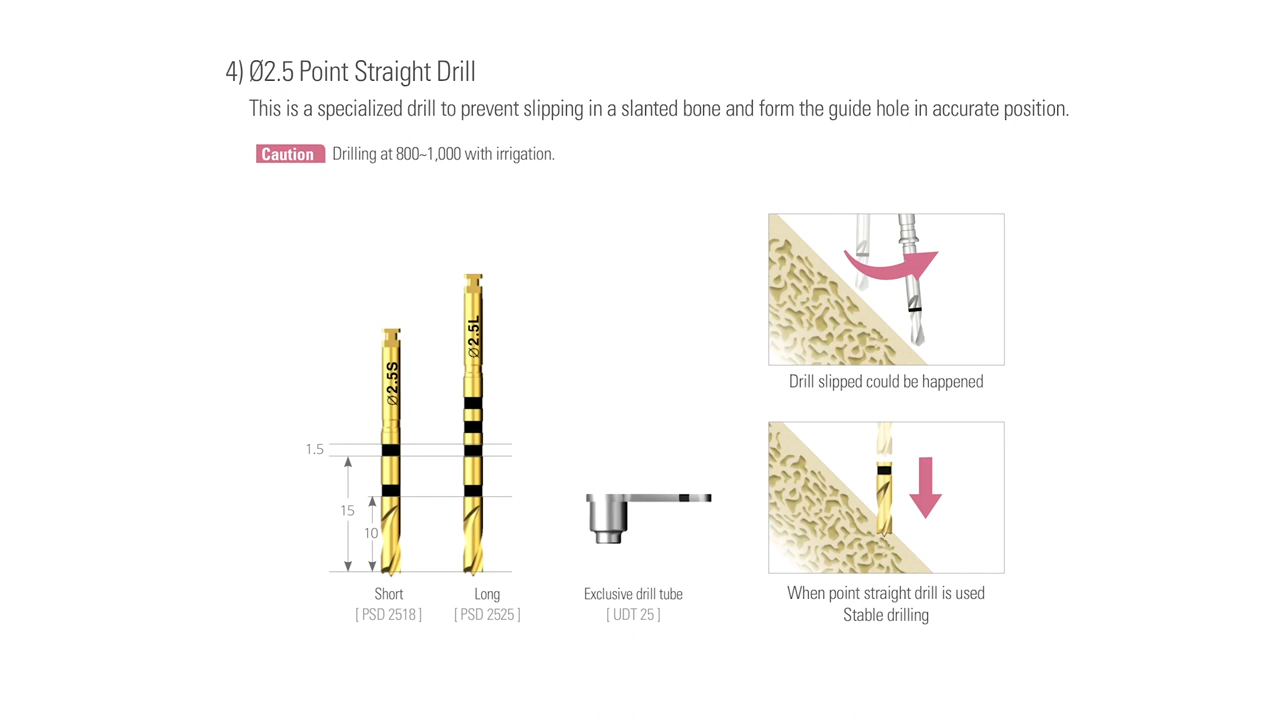 4) Ø2.5 Point Straight Drill
This is a specialized drill to prevent slipping in a slanted bone and form the guide hole in accurate position.
Caution Drilling at 800~1,000 with irrigation.
Ø2.5S
Ø2.5L
1.5
15
10
Short
[ PSD 2518 ]
Long
[ PSD 2525 ]
Exclusive drill tube
[ UDT 25 ]
Drill slipped could be happened
When point straight drill is used
Stable drilling